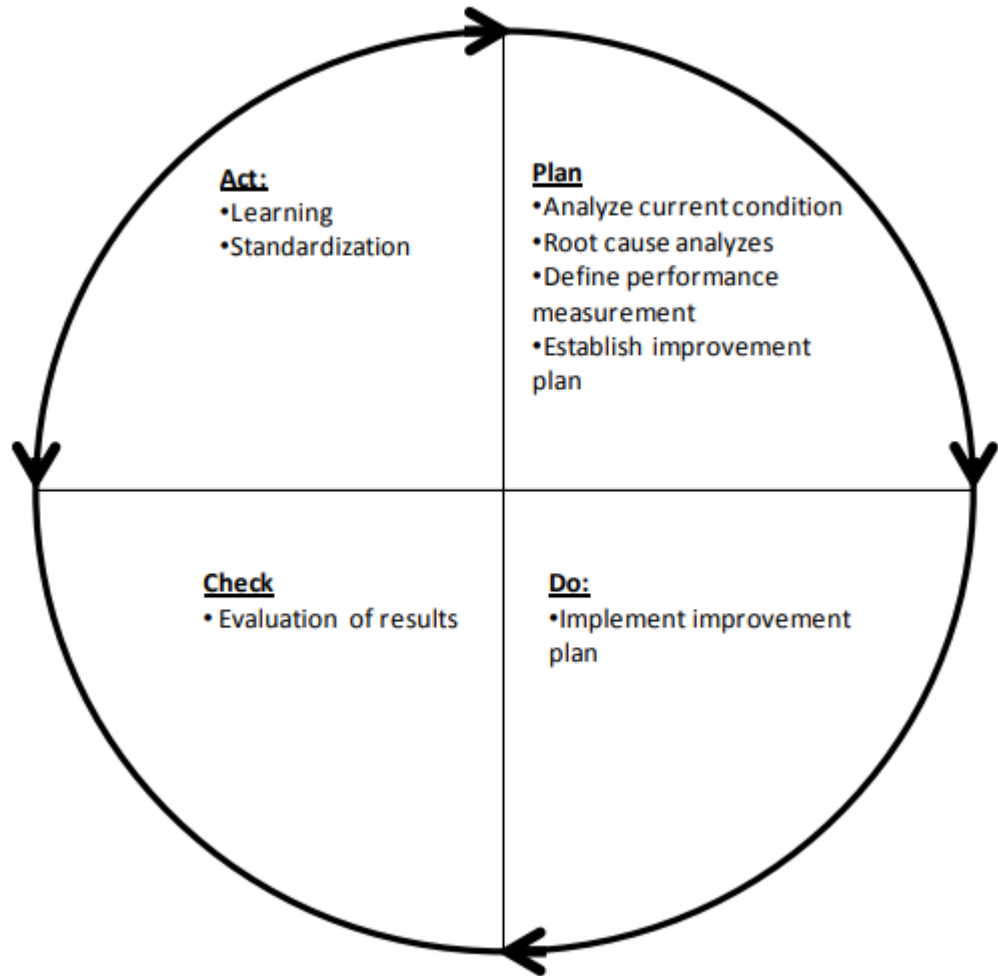 Act:
•Learning
•Standardization
Plan
•Analyze current condition
•Root cause analyzes
•Define performance
measurement
•Establish improvement
plan
Check
• Evaluation of results
Do:
•Implement improvement
plan